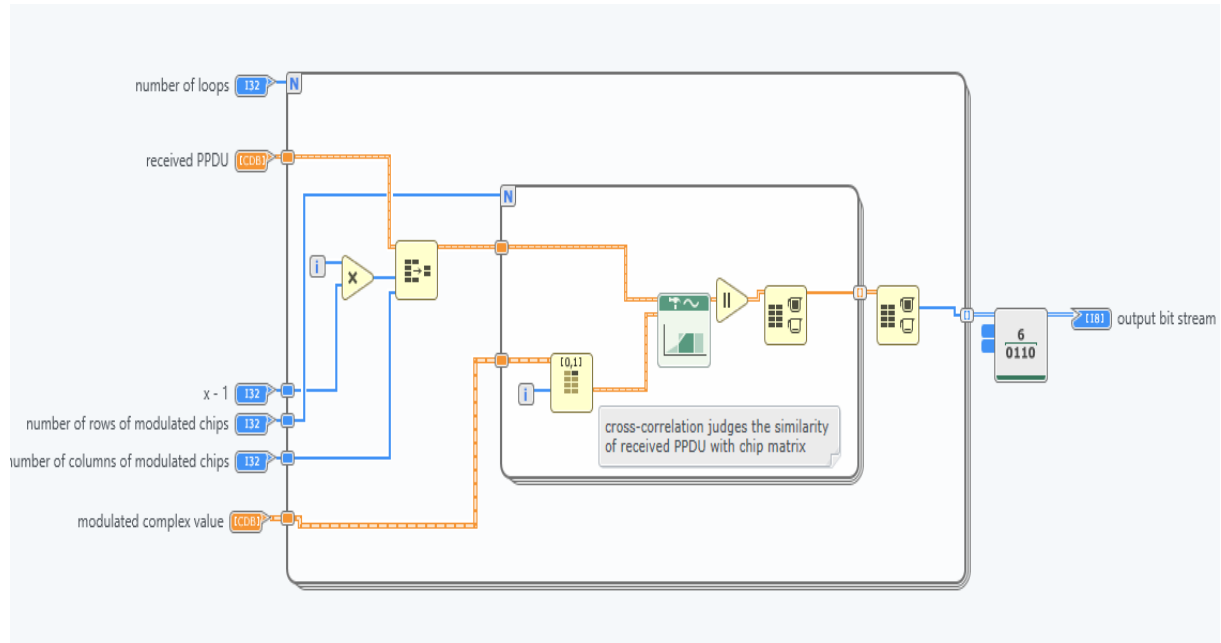 number of loops
I32
N
received PPDU
[CDB]
N
i
x
x - 1
I32
number of rows of modulated chips
I32
number of columns of modulated chips
I32
modulated complex value
[CDB]
[0,1]
i
cross-correlation judges the similarity
of received PPDU with chip matrix
6
0110
[I8]
output bit stream